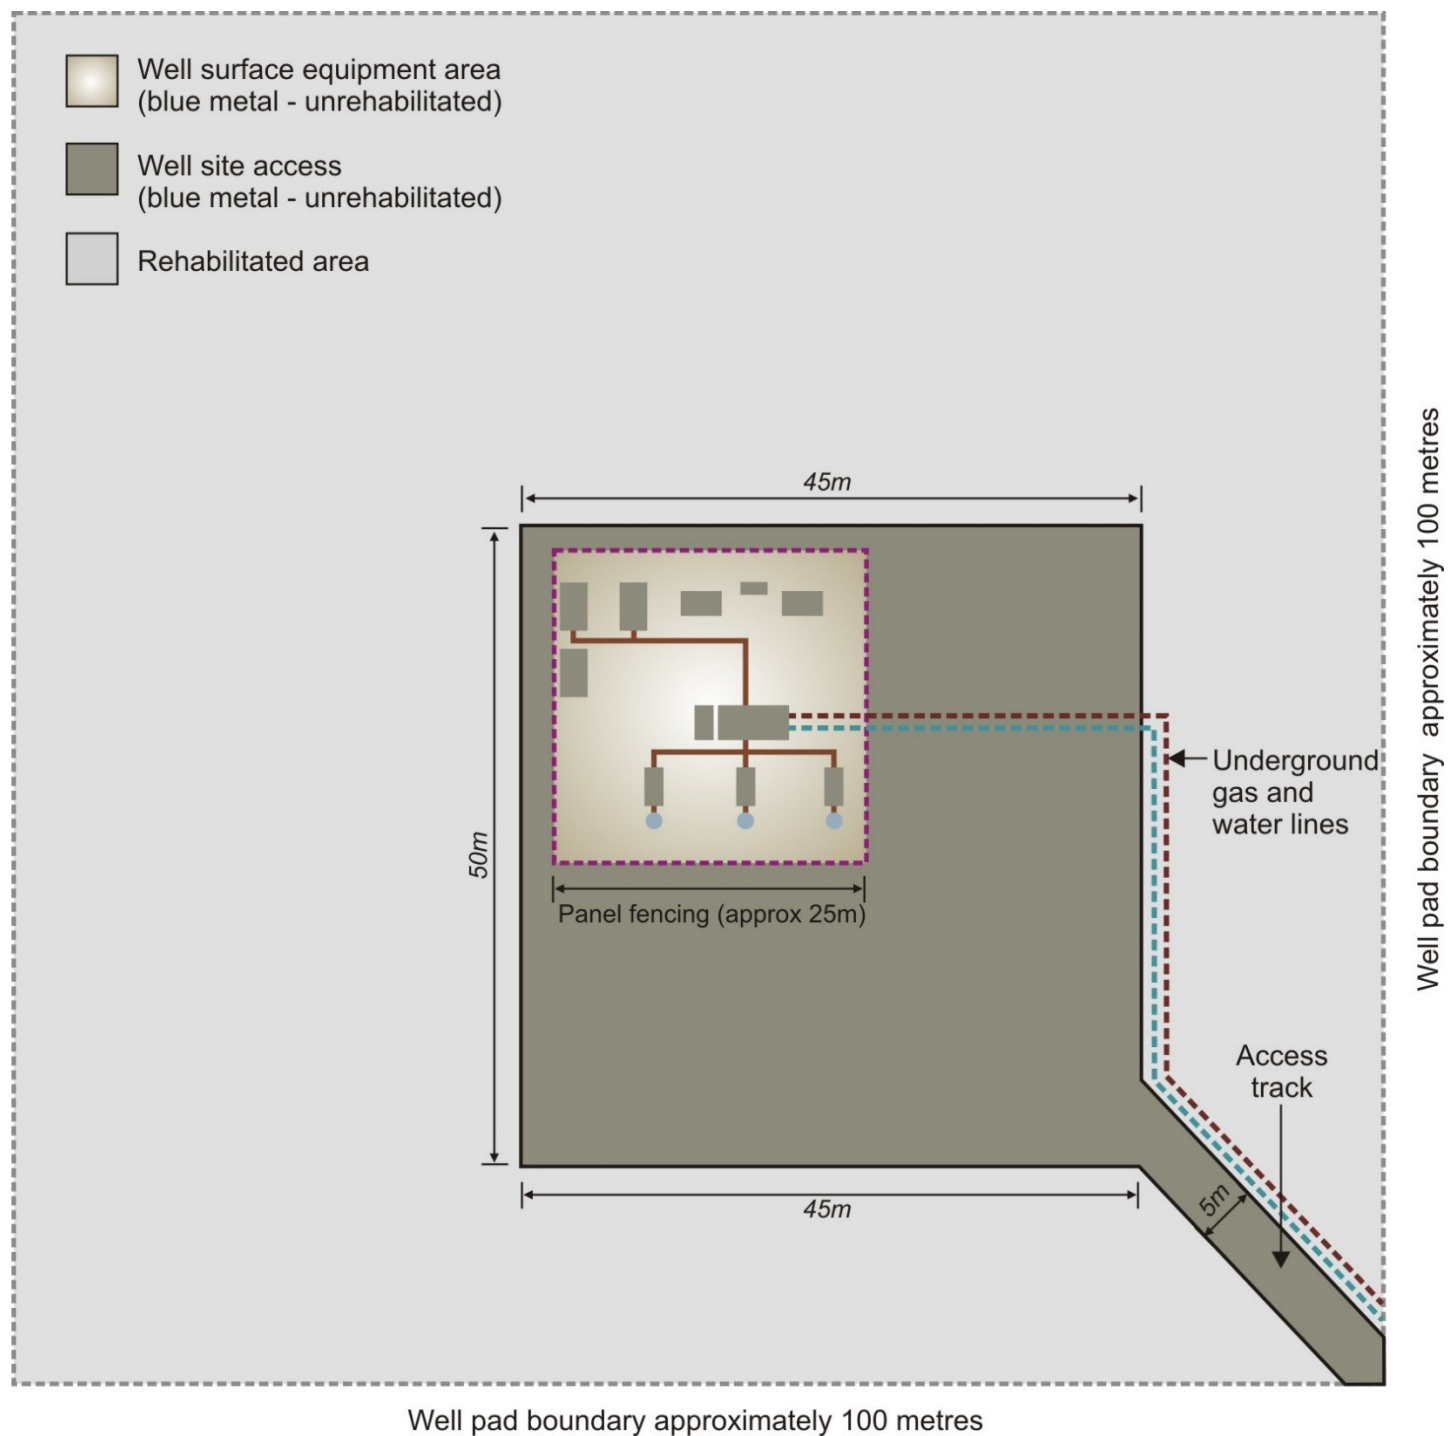 Well surface equipment area
(blue metal - unrehabilitated)
Well site access
(blue metal - unrehabilitated)
Rehabilitated area
45m
50m
Panel fencing (approx 25m)
Underground
gas and
water lines
Access
track
5m
45m
Well pad boundary approximately 100 metres
Well pad boundary approximately 100 metres